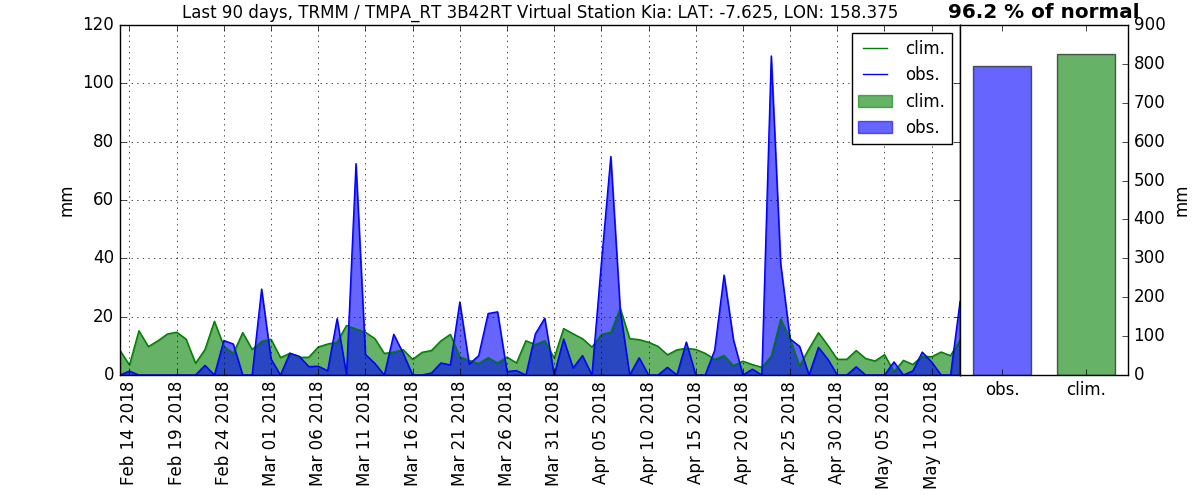 Last 90 days, TRMM / TMPA_RT 3B42RT Virtual Station Kia: LAT: -7.625, LON: 158.375
96.2 % of normal
120
100
80
60
40
20
0
mm
clim.
obs.
clim.
obs.
900
800
700
600
500
400
300
200
100
0
mm
obs.
clim.
Feb 14 2018
Feb 19 2018
Feb 24 2018
Mar 01 2018
Mar 06 2018
Mar 11 2018
Mar 16 2018
Mar 21 2018
Mar 26 2018
Mar 31 2018
Apr 05 2018
Apr 10 2018
Apr 15 2018
Apr 20 2018
Apr 25 2018
Apr 30 2018
May 05 2018
May 10 2018